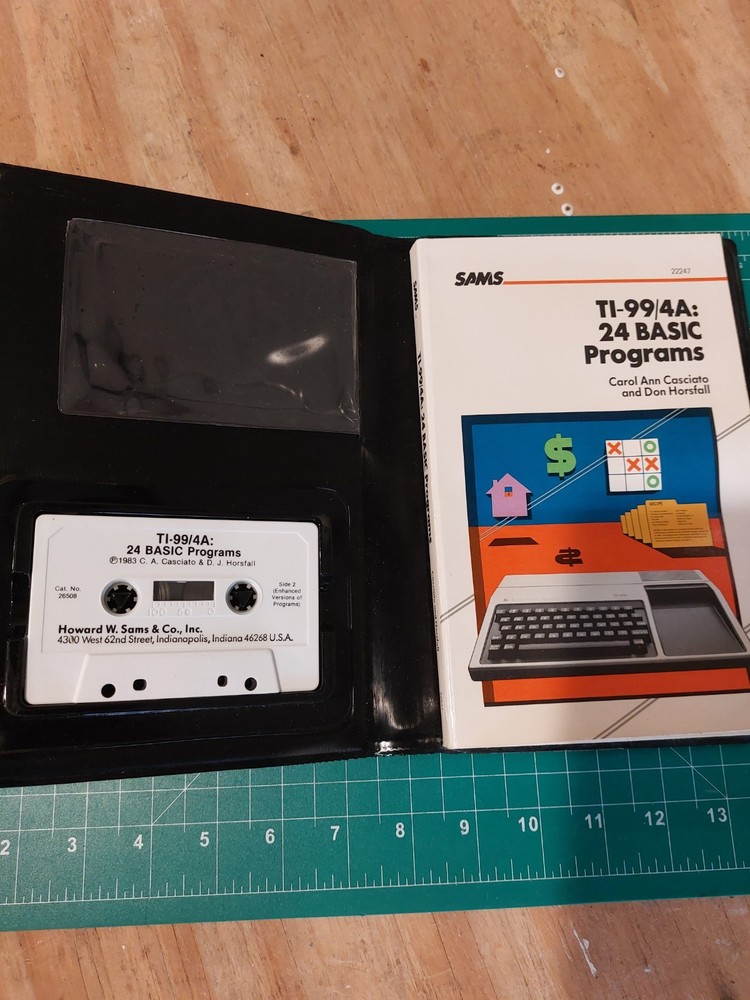 TI-99/4A:
24 BASIC Programs
Ⓟ1983 C. A. Casciato & D. J. Horsfall
Cat. No.
26508
Side 2
(Enhanced
Versions of
Programs)
Howard W. Sams & Co., Inc.
4300 West 62nd Street, Indianapolis, Indiana 46268 U.S.A.
SAMS
22247
TI-99/4A:
24 BASIC
Programs
Carol Ann Casciato
and Don Horsfall
$
X O
X X
O
SAMS
TI-99/4A: 24 BASIC Programs
2 3 4 5 6 7 8 9 10 11 12 13